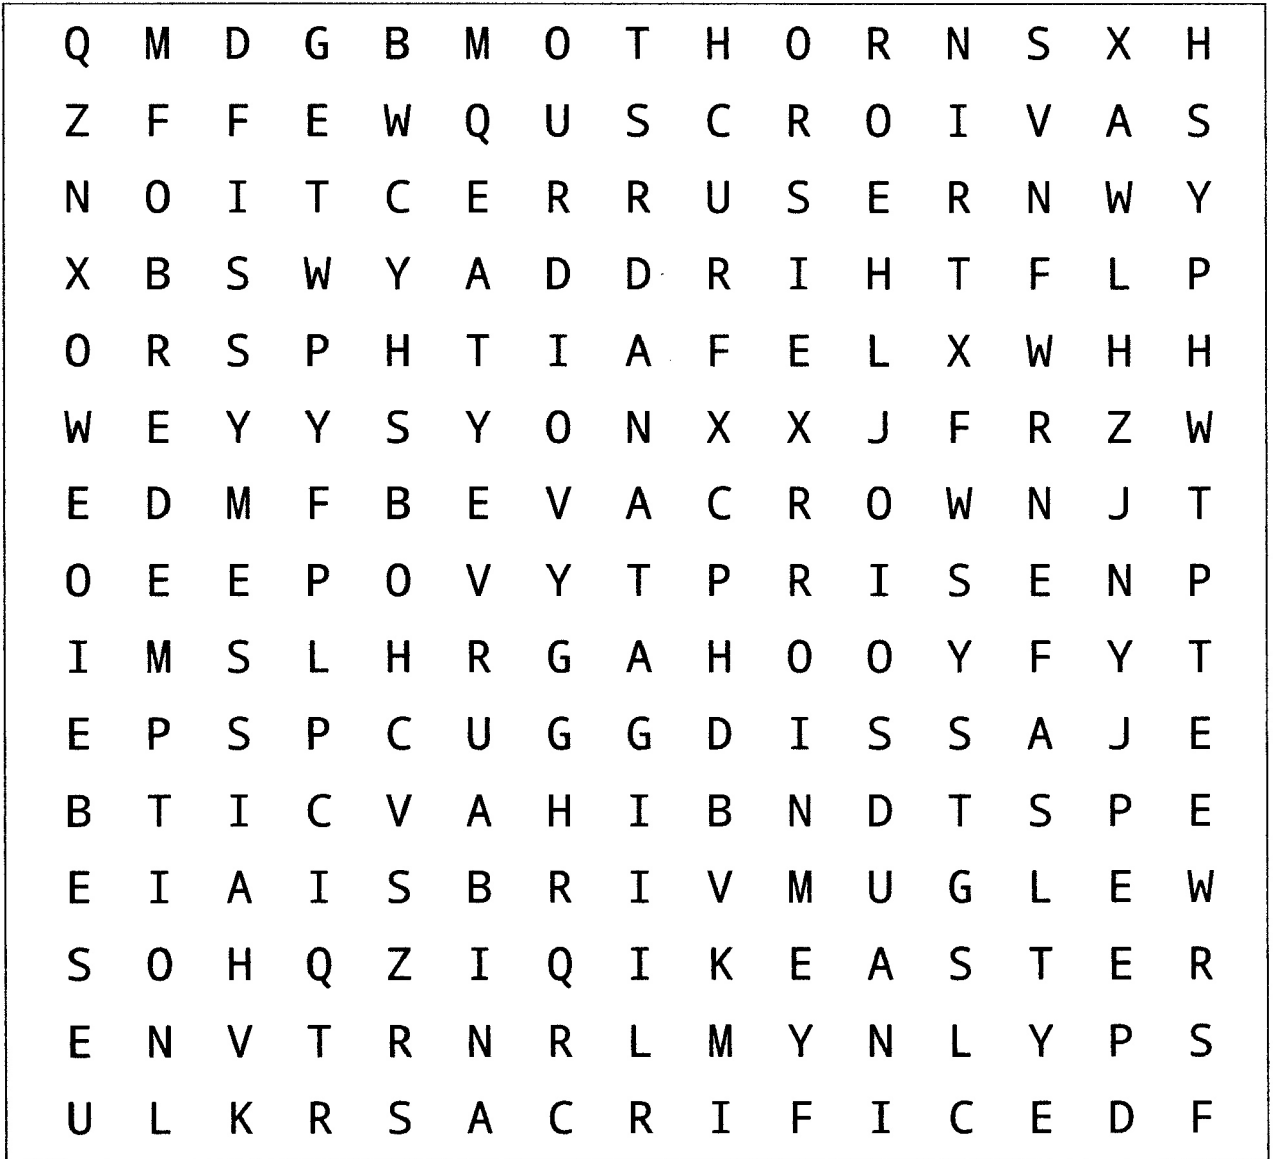 Q M D G B M O T H O R N S X H
Z F F E W Q U S C R O I V A S
N O I T C E R R U S E R N W Y
X B S W Y A D D R I H T F L P
O R S P H T I A F E L X W H H
W E Y Y S Y O N X X J F R Z W
E D M F B E V A C R O W N J T
O E E P O V Y T P R I S E N P
I M S L H R G A H O O Y F Y T
E P S P C U G G D I S S A J E
B T I C V A H I B N D T S P E
E I A I S B R I V M U G L E W
S O H Q Z I Q I K E A S T E R
E N V T R N R L M Y N L Y P S
U L K R S A C R I F I C E D F